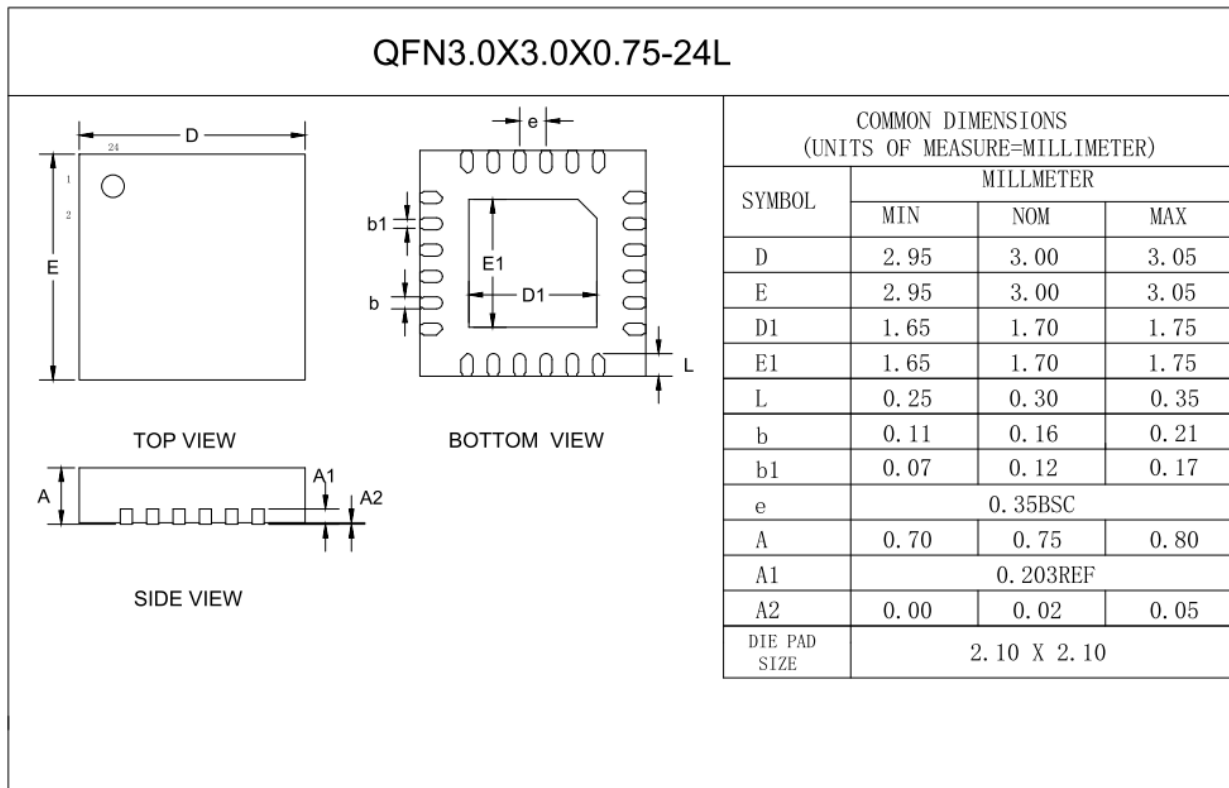 QFN3.0X3.0X0.75-24L
D
24
1
2
E
TOP VIEW
e
b1
b
E1
D1
L
BOTTOM VIEW
A
A1
A2
SIDE VIEW
COMMON DIMENSIONS
(UNITS OF MEASURE=MILLIMETER)
SYMBOL MILLMETER
MIN NOM MAX
D 2.95 3.00 3.05
E 2.95 3.00 3.05
D1 1.65 1.70 1.75
E1 1.65 1.70 1.75
L 0.25 0.30 0.35
b 0.11 0.16 0.21
b1 0.07 0.12 0.17
e 0.35BSC
A 0.70 0.75 0.80
A1 0.203REF
A2 0.00 0.02 0.05
DIE PAD
SIZE 2.10 X 2.10